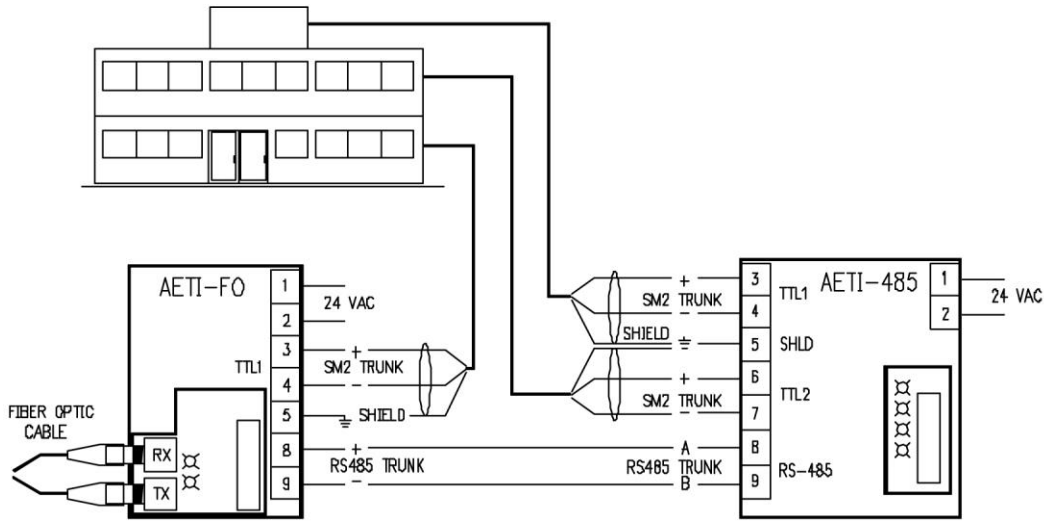 AETI-FO
1
24 VAC
2
3
+
TTL1
SM2 TRUNK
4
-
5
SHIELD
8
+
RS485 TRUNK
9
-
FIBER OPTIC
CABLE
RX
TX
AETI-485
1
24 VAC
2
+
3
TTL1
SM2 TRUNK
-
4
SHIELD
5
SHLD
+
6
SM2 TRUNK
TTL2
-
7
A
8
RS485 TRUNK
RS-485
B
9